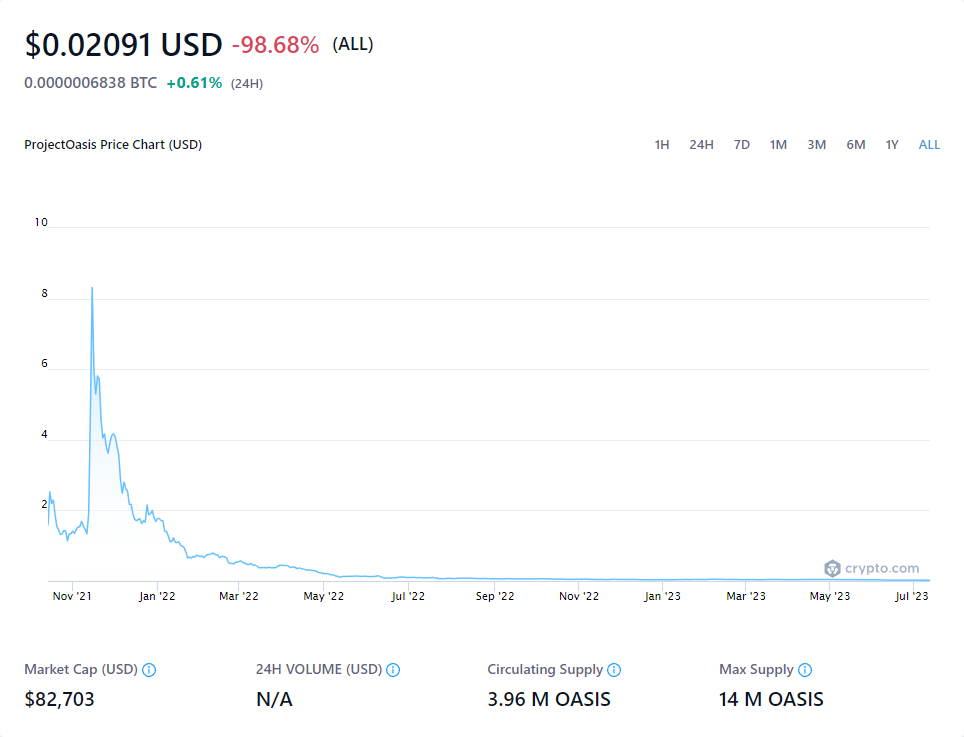 $0.02091 USD -98.68% (ALL)
0.0000006838 BTC +0.61% (24H)
ProjectOasis Price Chart (USD) 1H 24H 7D 1M 3M 6M 1Y ALL
10
8
6
4
2
crypto.com
Nov '21 Jan '22 Mar '22 May '22 Jul '22 Sep '22 Nov '22 Jan '23 Mar '23 May '23 Jul '23
Market Cap (USD) 24H VOLUME (USD) Circulating Supply Max Supply
$82,703 N/A 3.96 M OASIS 14 M OASIS